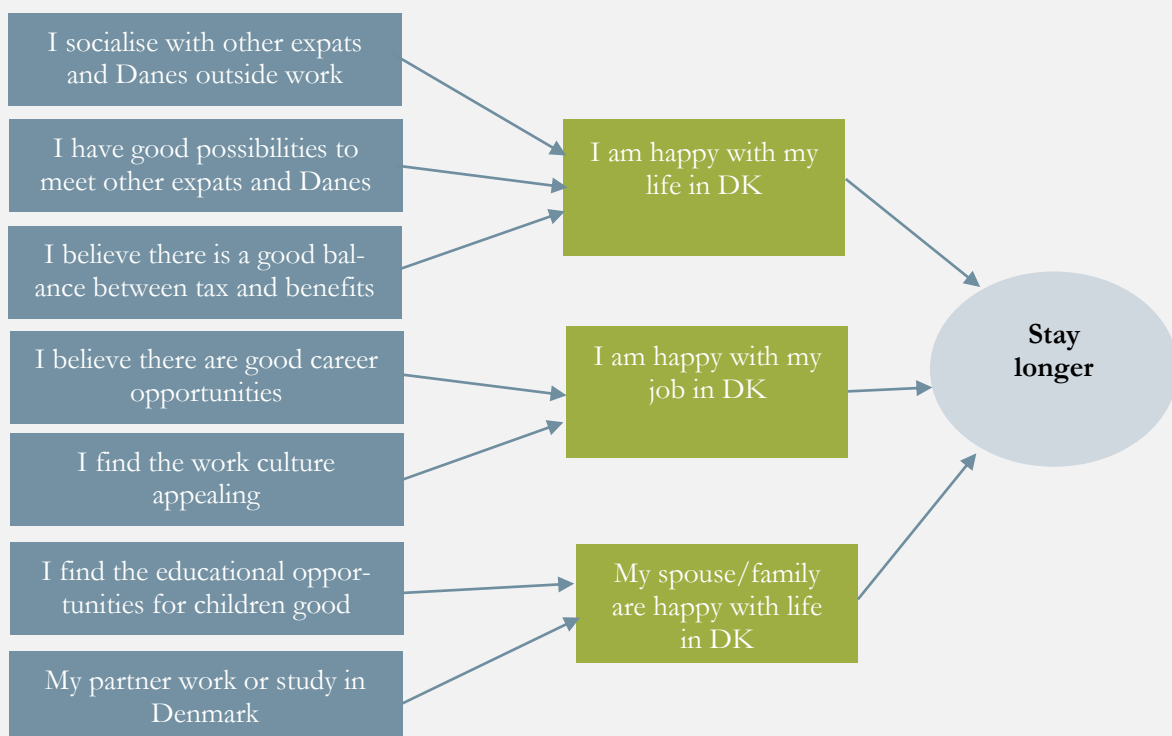 I socialise with other expats
and Danes outside work
I have good possibilities to
meet other expats and Danes
I believe there is a good bal-
ance between tax and benefits
I believe there are good career
opportunities
I find the work culture
appealing
I find the educational oppor-
tunities for children good
My partner work or study in
Denmark
I am happy with my
life in DK
I am happy with my
job in DK
My spouse/family
are happy with life
in DK
Stay
longer